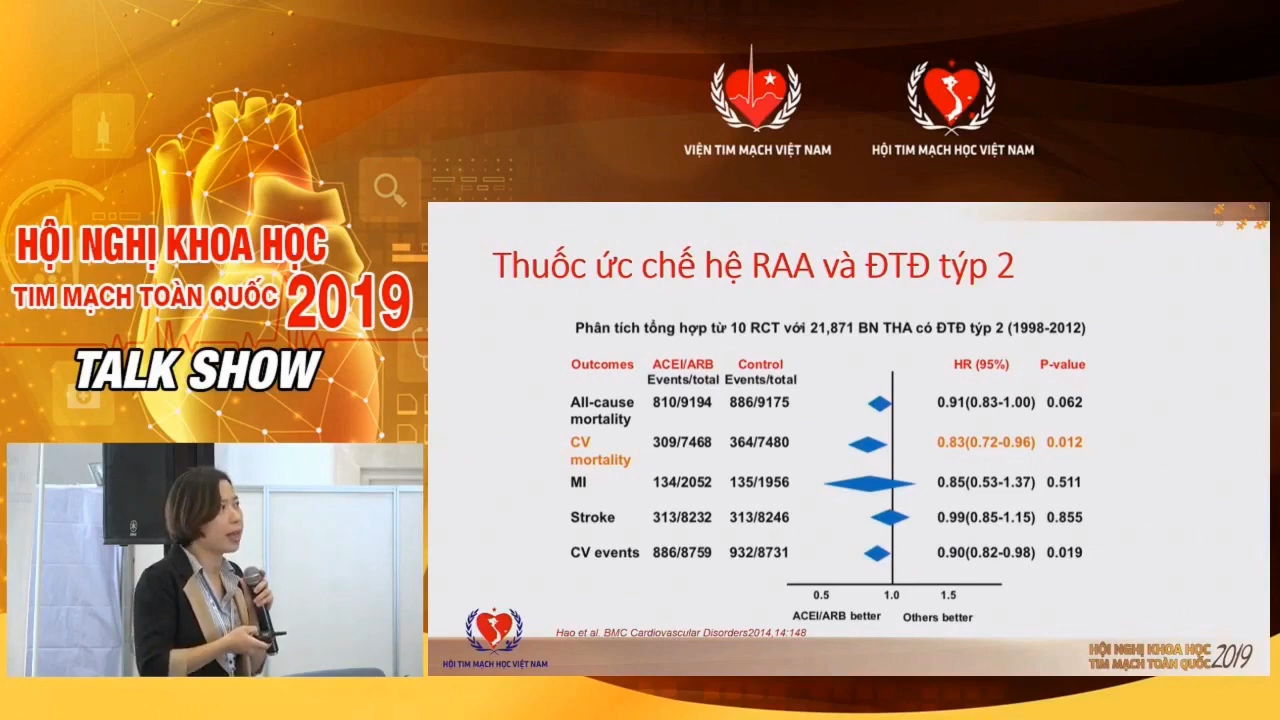 VIỆN TIM MẠCH VIỆT NAM
HỘI TIM MẠCH HỌC VIỆT NAM
HỘI NGHỊ KHOA HỌC
TIM MẠCH TOÀN QUỐC 2019
TALK SHOW
Thuốc ức chế hệ RAA và ĐTĐ týp 2
Phân tích tổng hợp từ 10 RCT với 21,871 BN THA có ĐTĐ týp 2 (1998-2012)
Outcomes ACEI/ARB Control HR (95%) P-value
Events/total Events/total
All-cause 810/9194 886/9175 0.91(0.83-1.00) 0.062
mortality
CV 309/7468 364/7480 0.83(0.72-0.96) 0.012
mortality
MI 134/2052 135/1956 0.85(0.53-1.37) 0.511
Stroke 313/8232 313/8246 0.99(0.85-1.15) 0.855
CV events 886/8759 932/8731 0.90(0.82-0.98) 0.019
0.5 1.0 1.5
ACEI/ARB better Others better
Hao et al, BMC Cardiovascular Disorders2014,14:148
HỘI TIM MẠCH HỌC VIỆT NAM
HỘI NGHỊ KHOA HỌC
TIM MẠCH TOÀN QUỐC 2019